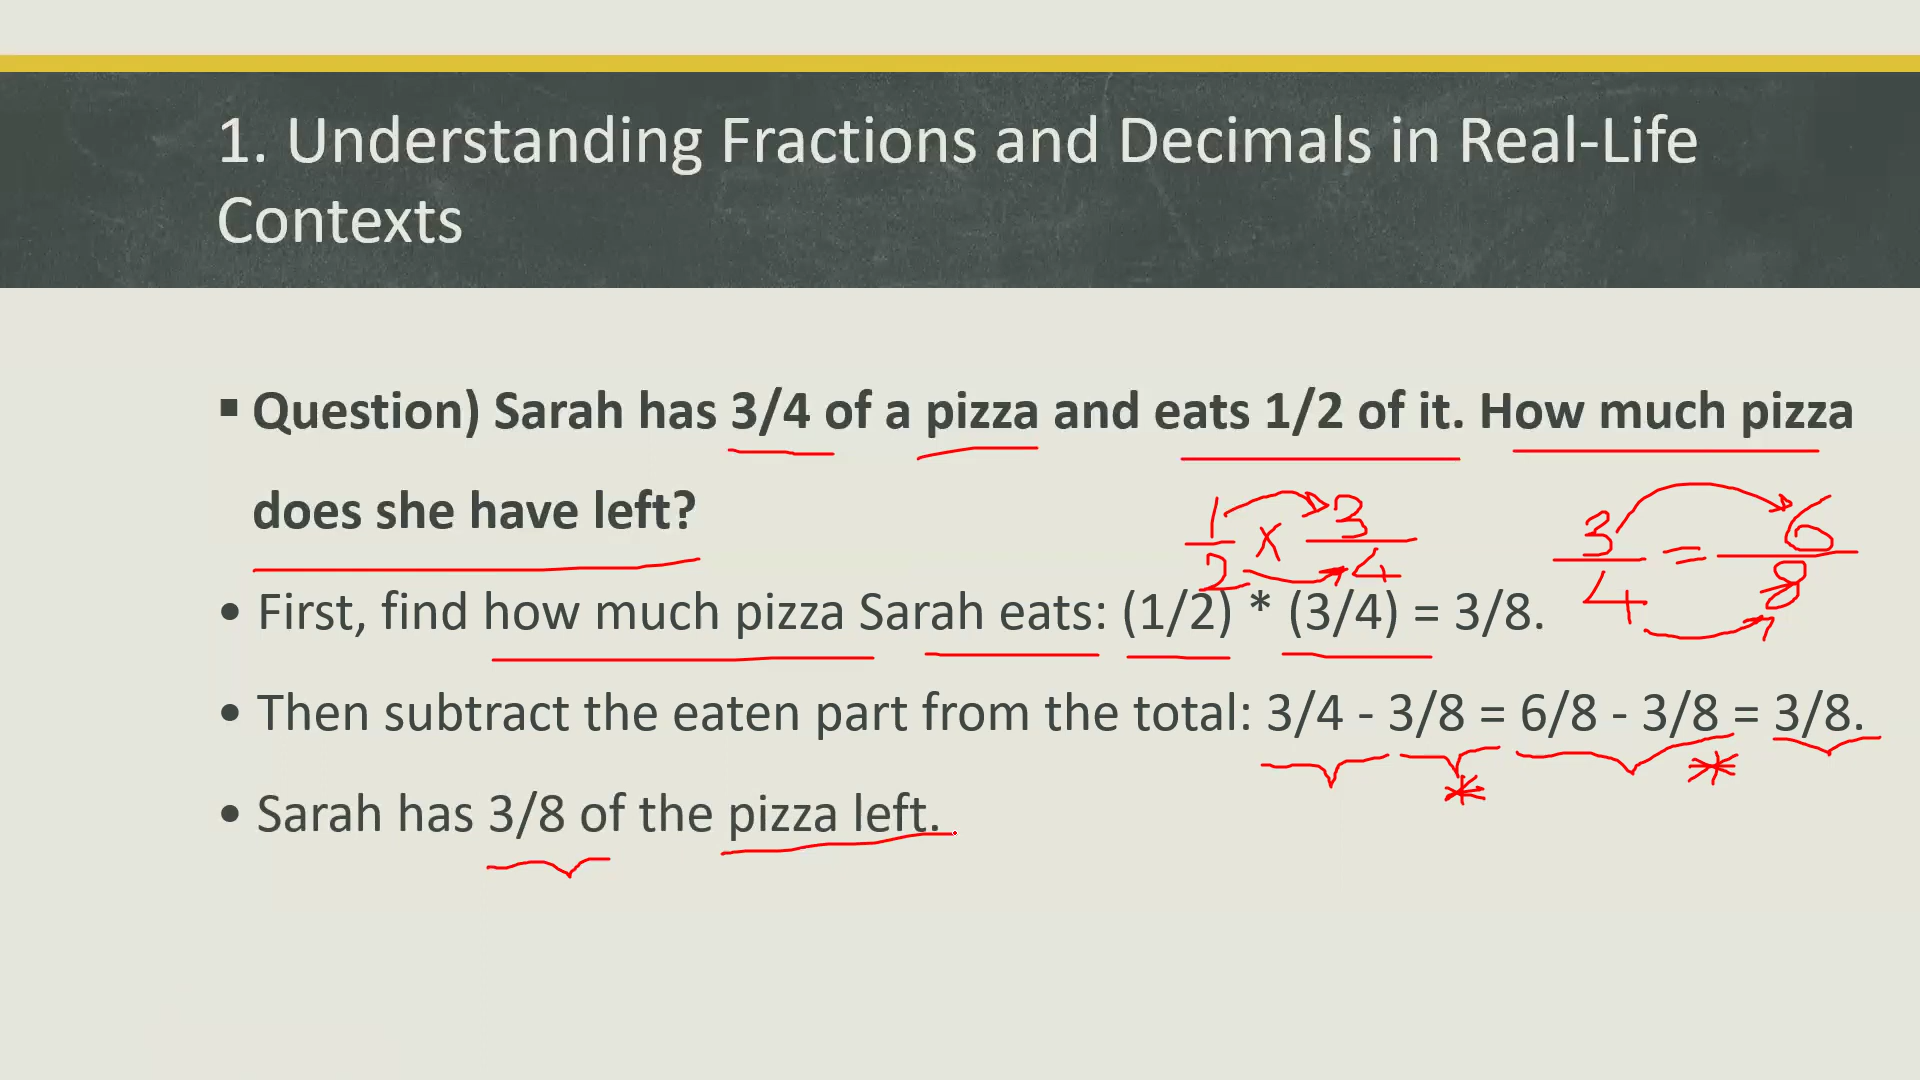 1. Understanding Fractions and Decimals in Real-Life
Contexts
▪ Question) Sarah has 3/4 of a pizza and eats 1/2 of it. How much pizza
does she have left?
1/2 × 3/4
3/4 = 6/8
• First, find how much pizza Sarah eats: (1/2) * (3/4) = 3/8.
• Then subtract the eaten part from the total: 3/4 - 3/8 = 6/8 - 3/8 = 3/8.
• Sarah has 3/8 of the pizza left.